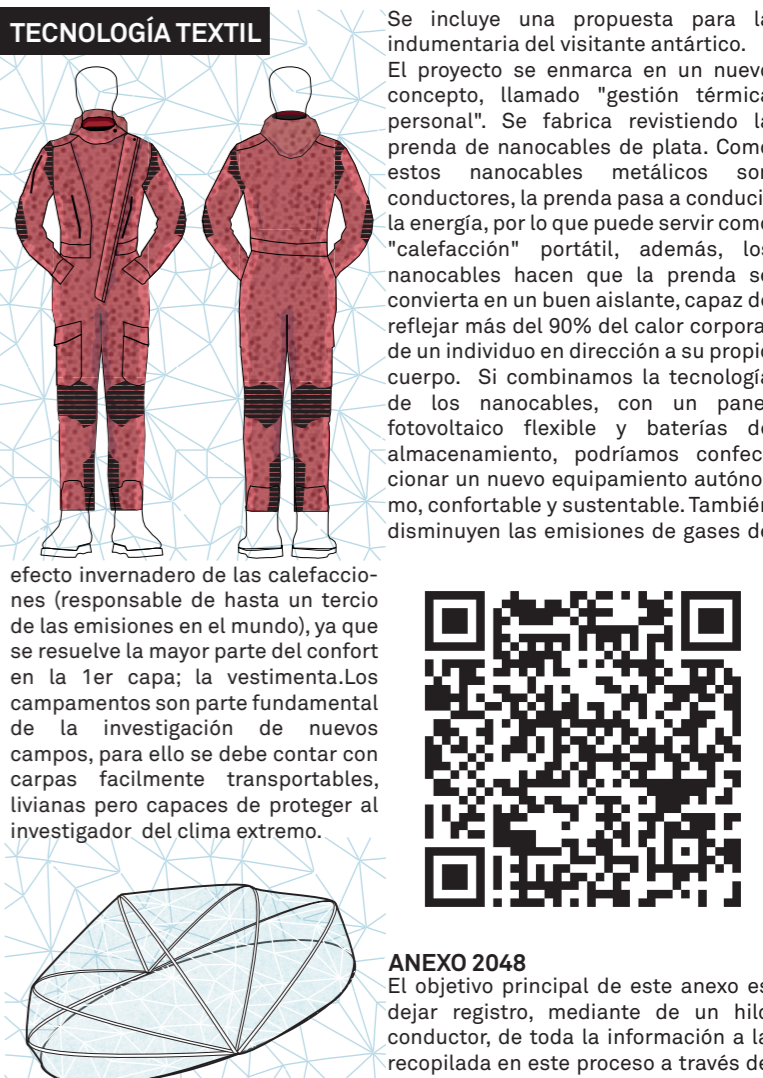 TECNOLOGÍA TEXTIL
Se incluye una propuesta para la
indumentaria del visitante antártico.
El proyecto se enmarca en un nuevo
concepto, llamado "gestión térmica
personal". Se fabrica revistiendo la
prenda de nanocables de plata. Como
estos nanocables metálicos son
conductores, la prenda pasa a conducir
la energía, por lo que puede servir como
"calefacción" portátil, además, los
nanocables hacen que la prenda se
convierta en un buen aislante, capaz de
reflejar más del 90% del calor corporal
de un individuo en dirección a su propio
cuerpo. Si combinamos la tecnología
de los nanocables, con un panel
fotovoltaico flexible y baterías de
almacenamiento, podríamos confec-
cionar un nuevo equipamiento autóno-
mo, confortable y sustentable. También
disminuyen las emisiones de gases de
efecto invernadero de las calefaccio-
nes (responsable de hasta un tercio
de las emisiones en el mundo), ya que
se resuelve la mayor parte del confort
en la 1er capa; la vestimenta.Los
campamentos son parte fundamental
de la investigación de nuevos
campos, para ello se debe contar con
carpas facilmente transportables,
livianas pero capaces de proteger al
investigador del clima extremo.
ANEXO 2048
El objetivo principal de este anexo es
dejar registro, mediante de un hilo
conductor, de toda la información a la
recopilada en este proceso a través de